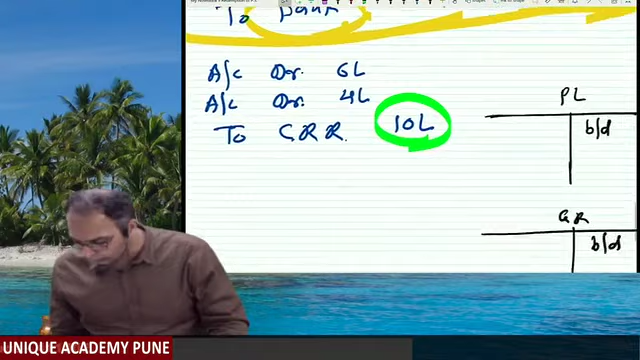 To Bank
A/c Dr. 6L
A/c Dr. 4L
To CRR. 10L
PL
b/d
GR
b/d
UNIQUE ACADEMY PUNE